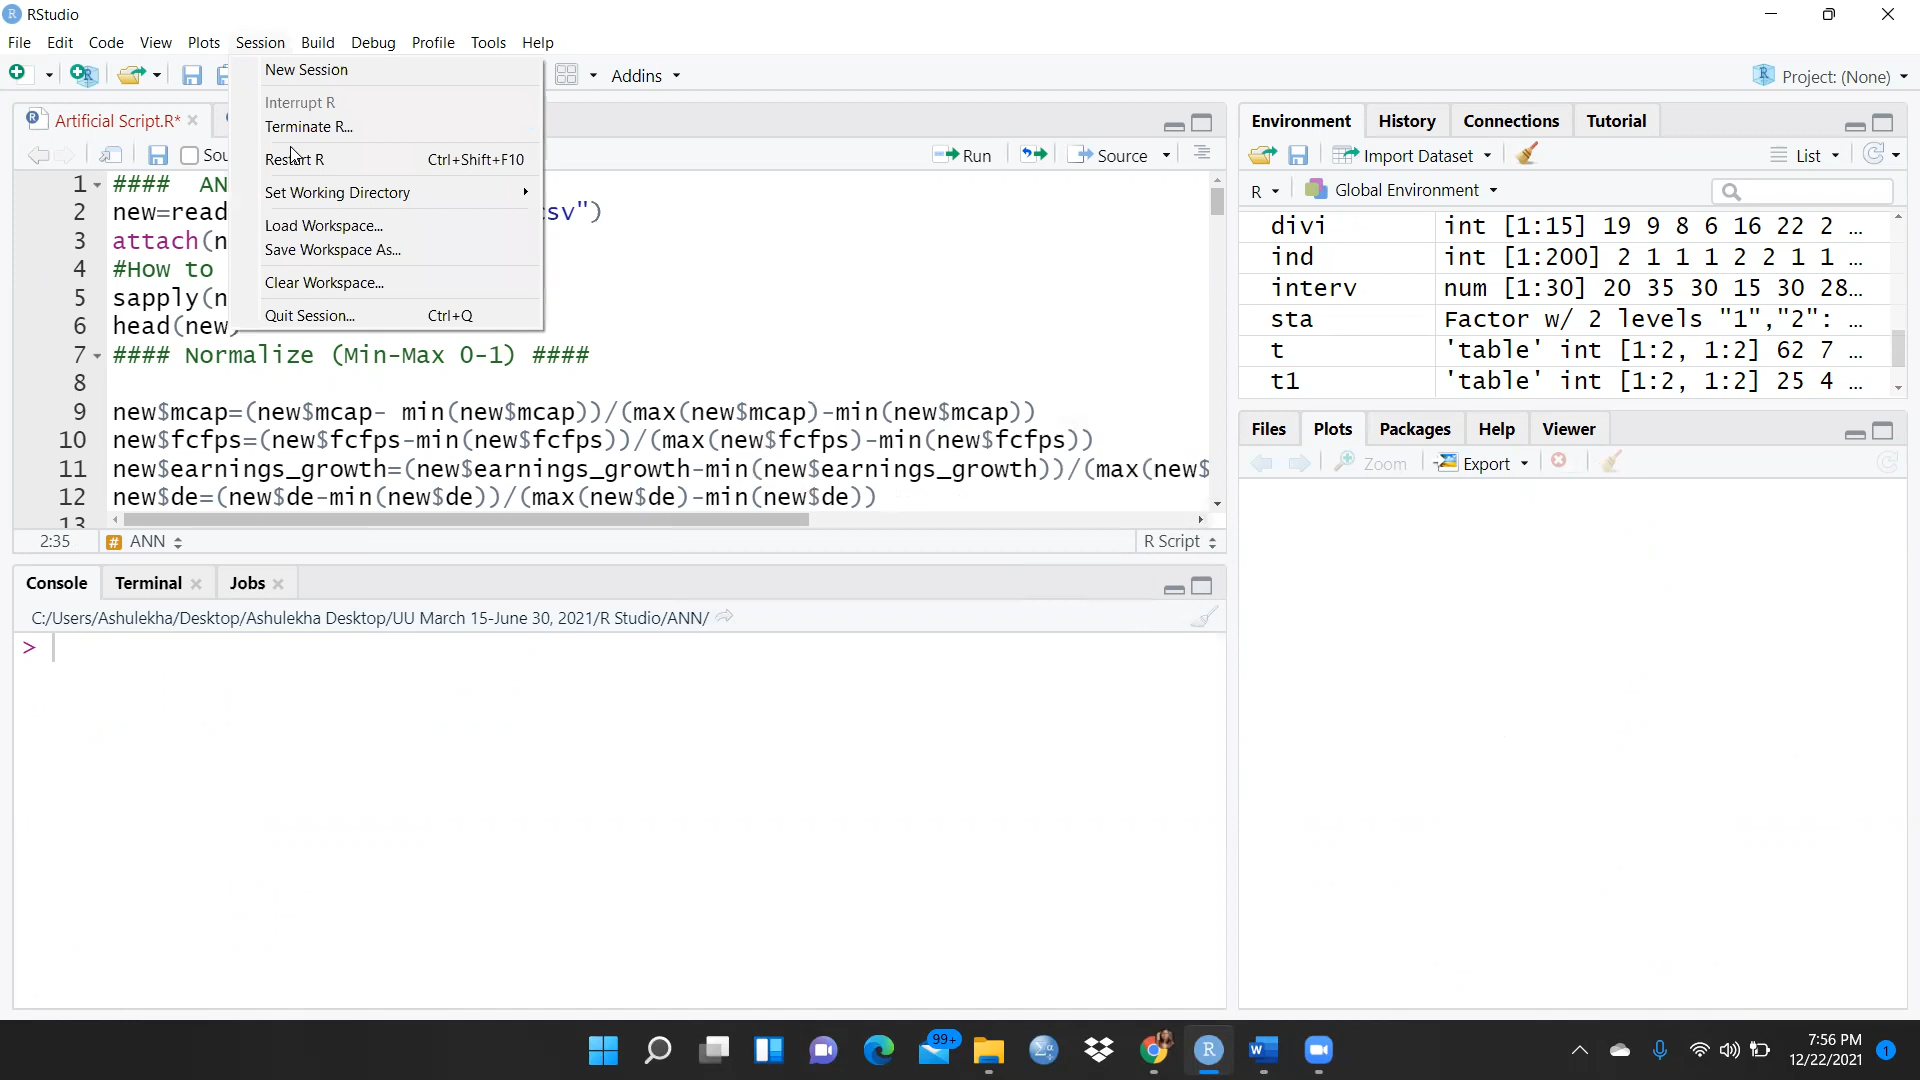 RStudio
File Edit Code View Plots Session Build Debug Profile Tools Help
Addins
Project: (None)
New Session
Interrupt R
Terminate R...
Restart R Ctrl+Shift+F10
Set Working Directory
Load Workspace...
Save Workspace As...
Clear Workspace...
Quit Session... Ctrl+Q
Artificial Script.R*
Sou
Run Source
1 #### AN
2 new=read sv")
3 attach(n
4 #How to
5 sapply(n
6 head(new)
7 #### Normalize (Min-Max 0-1) ####
8
9 new$mcap=(new$mcap- min(new$mcap))/(max(new$mcap)-min(new$mcap))
10 new$fcfps=(new$fcfps-min(new$fcfps))/(max(new$fcfps)-min(new$fcfps))
11 new$earnings_growth=(new$earnings_growth-min(new$earnings_growth))/(max(new$
12 new$de=(new$de-min(new$de))/(max(new$de)-min(new$de))
13
2:35 # ANN R Script
Console Terminal Jobs
C:/Users/Ashulekha/Desktop/Ashulekha Desktop/UU March 15-June 30, 2021/R Studio/ANN/
>
Environment History Connections Tutorial
Import Dataset List
R Global Environment
divi int [1:15] 19 9 8 6 16 22 2 …
ind int [1:200] 2 1 1 1 2 2 1 1 …
interv num [1:30] 20 35 30 15 30 28…
sta Factor w/ 2 levels "1","2": …
t 'table' int [1:2, 1:2] 62 7 …
t1 'table' int [1:2, 1:2] 25 4 …
Files Plots Packages Help Viewer
Zoom Export
99+
7:56 PM
12/22/2021
1